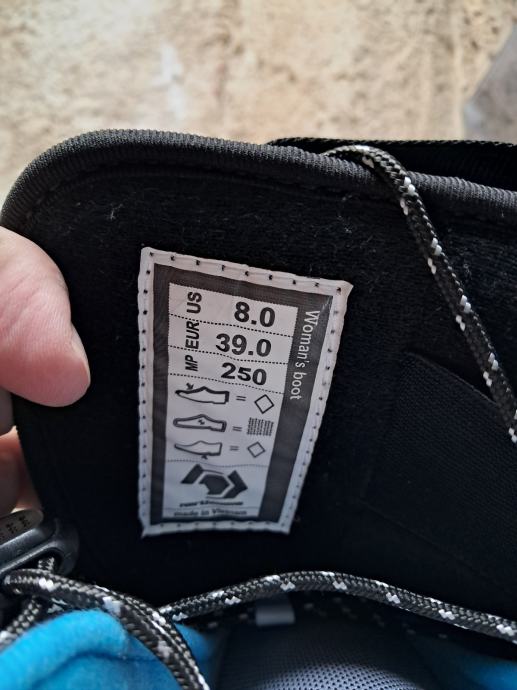 US 8.0
EUR: 39.0
MP 250
Woman's boot
=
=
=
made in Vietnam